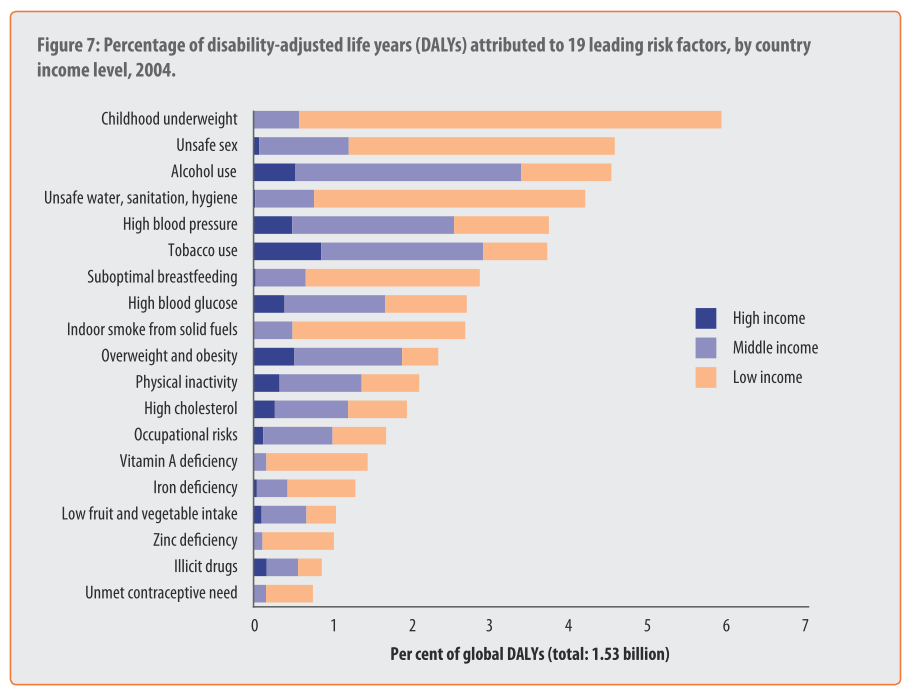 Figure 7: Percentage of disability-adjusted life years (DALYs) attributed to 19 leading risk factors, by country
income level, 2004.
Childhood underweight
Unsafe sex
Alcohol use
Unsafe water, sanitation, hygiene
High blood pressure
Tobacco use
Suboptimal breastfeeding
High blood glucose
Indoor smoke from solid fuels
Overweight and obesity
Physical inactivity
High cholesterol
Occupational risks
Vitamin A deficiency
Iron deficiency
Low fruit and vegetable intake
Zinc deficiency
Illicit drugs
Unmet contraceptive need
High income
Middle income
Low income
0 1 2 3 4 5 6 7
Per cent of global DALYs (total: 1.53 billion)